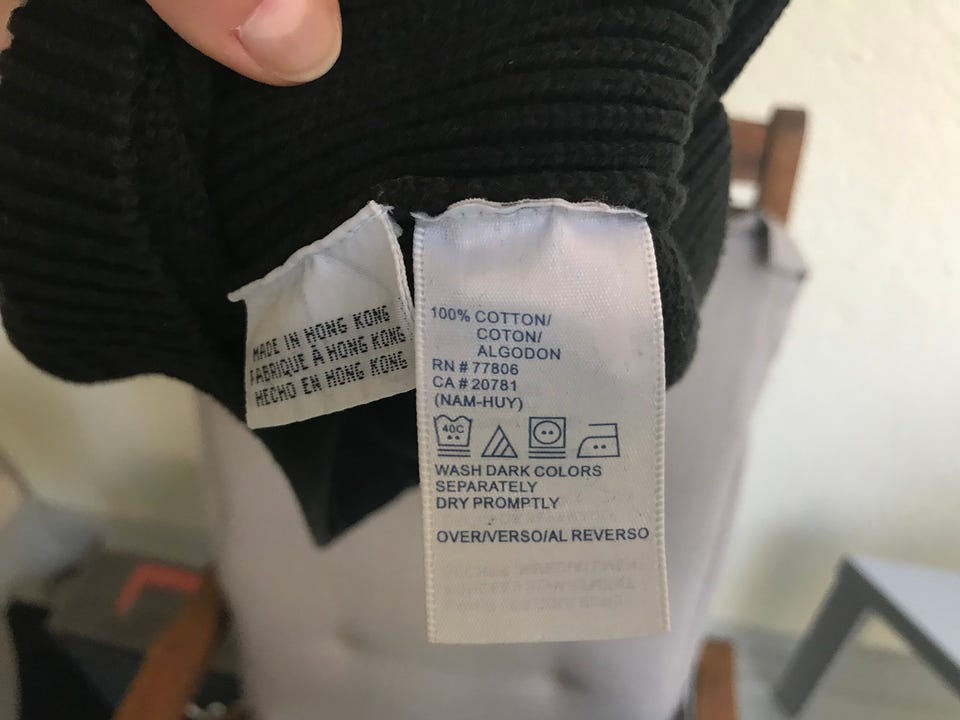 MADE IN HONG KONG
FABRIQUE À HONG KONG
HECHO EN HONG KONG
100% COTTON/
COTON/
ALGODON
RN # 77806
CA # 20781
(NAM-HUY)
40C
WASH DARK COLORS
SEPARATELY
DRY PROMPTLY
OVER/VERSO/AL REVERSO